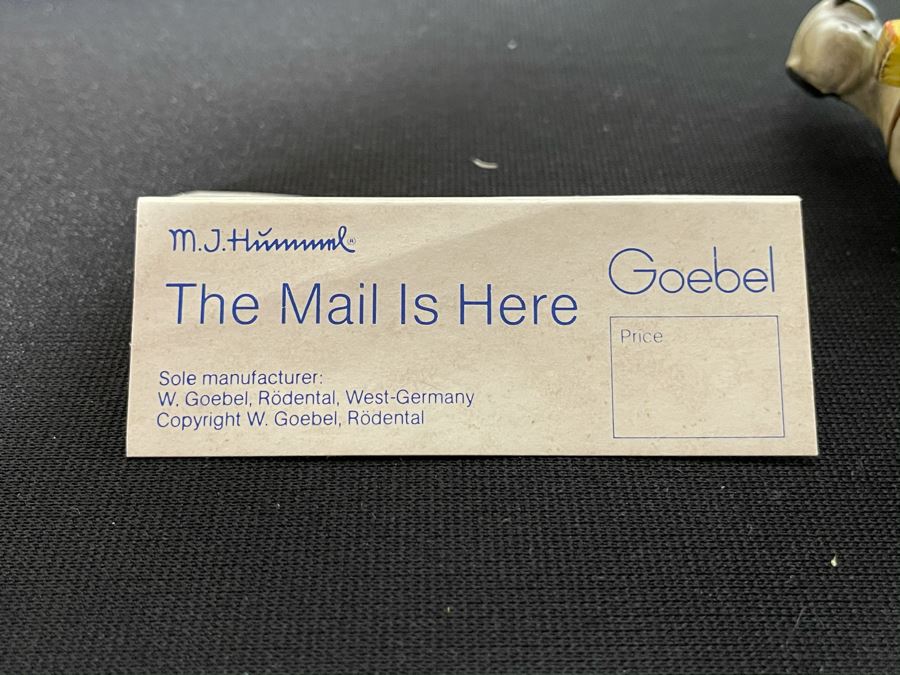 M.J.Hummel®
The Mail Is Here
Goebel
Price
Sole manufacturer:
W. Goebel, Rödental, West-Germany
Copyright W. Goebel, Rödental